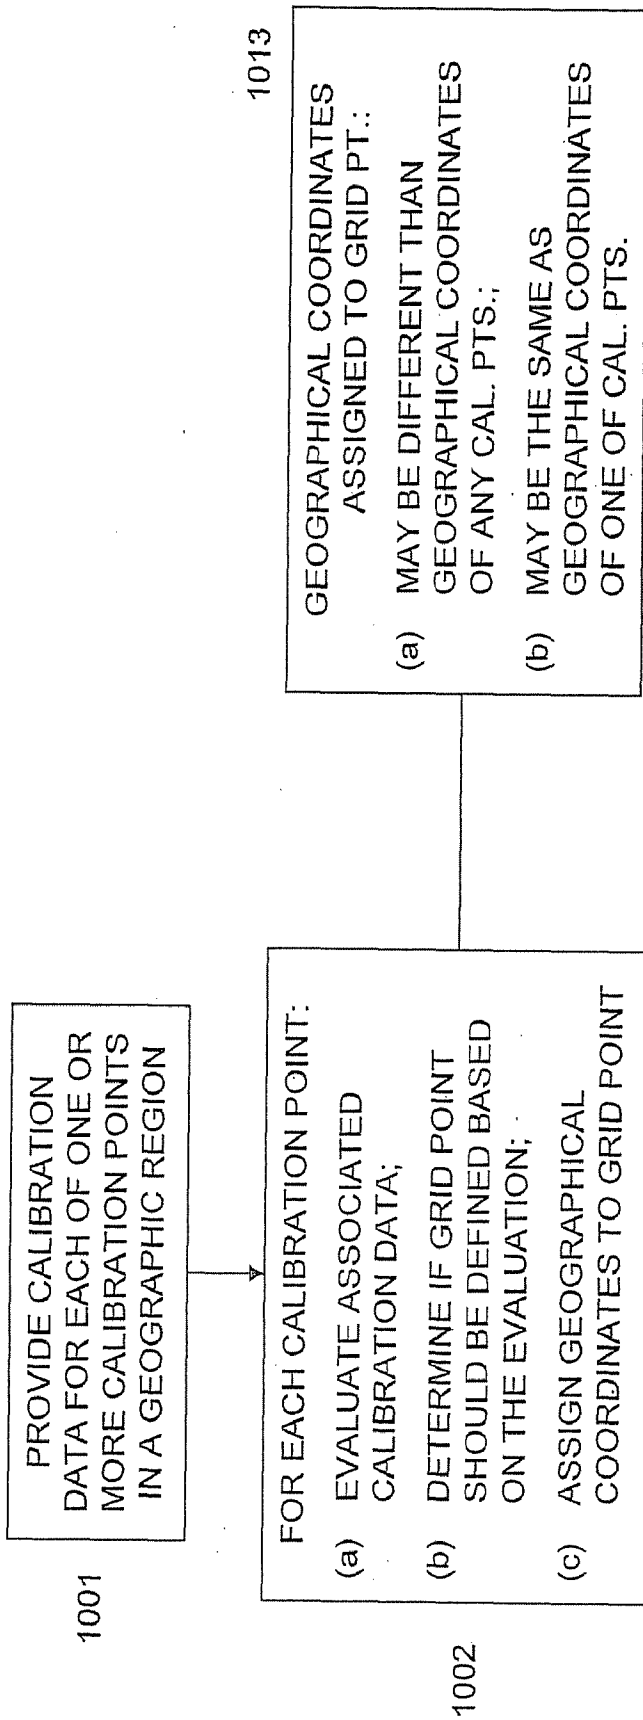 1001
PROVIDE CALIBRATION
DATA FOR EACH OF ONE OR
MORE CALIBRATION POINTS
IN A GEOGRAPHIC REGION
1002
FOR EACH CALIBRATION POINT:
(a) EVALUATE ASSOCIATED
CALIBRATION DATA;
(b) DETERMINE IF GRID POINT
SHOULD BE DEFINED BASED
ON THE EVALUATION;
(c) ASSIGN GEOGRAPHICAL
COORDINATES TO GRID POINT
1013
GEOGRAPHICAL COORDINATES
ASSIGNED TO GRID PT.:
(a) MAY BE DIFFERENT THAN
GEOGRAPHICAL COORDINATES
OF ANY CAL. PTS.;
(b) MAY BE THE SAME AS
GEOGRAPHICAL COORDINATES
OF ONE OF CAL. PTS.